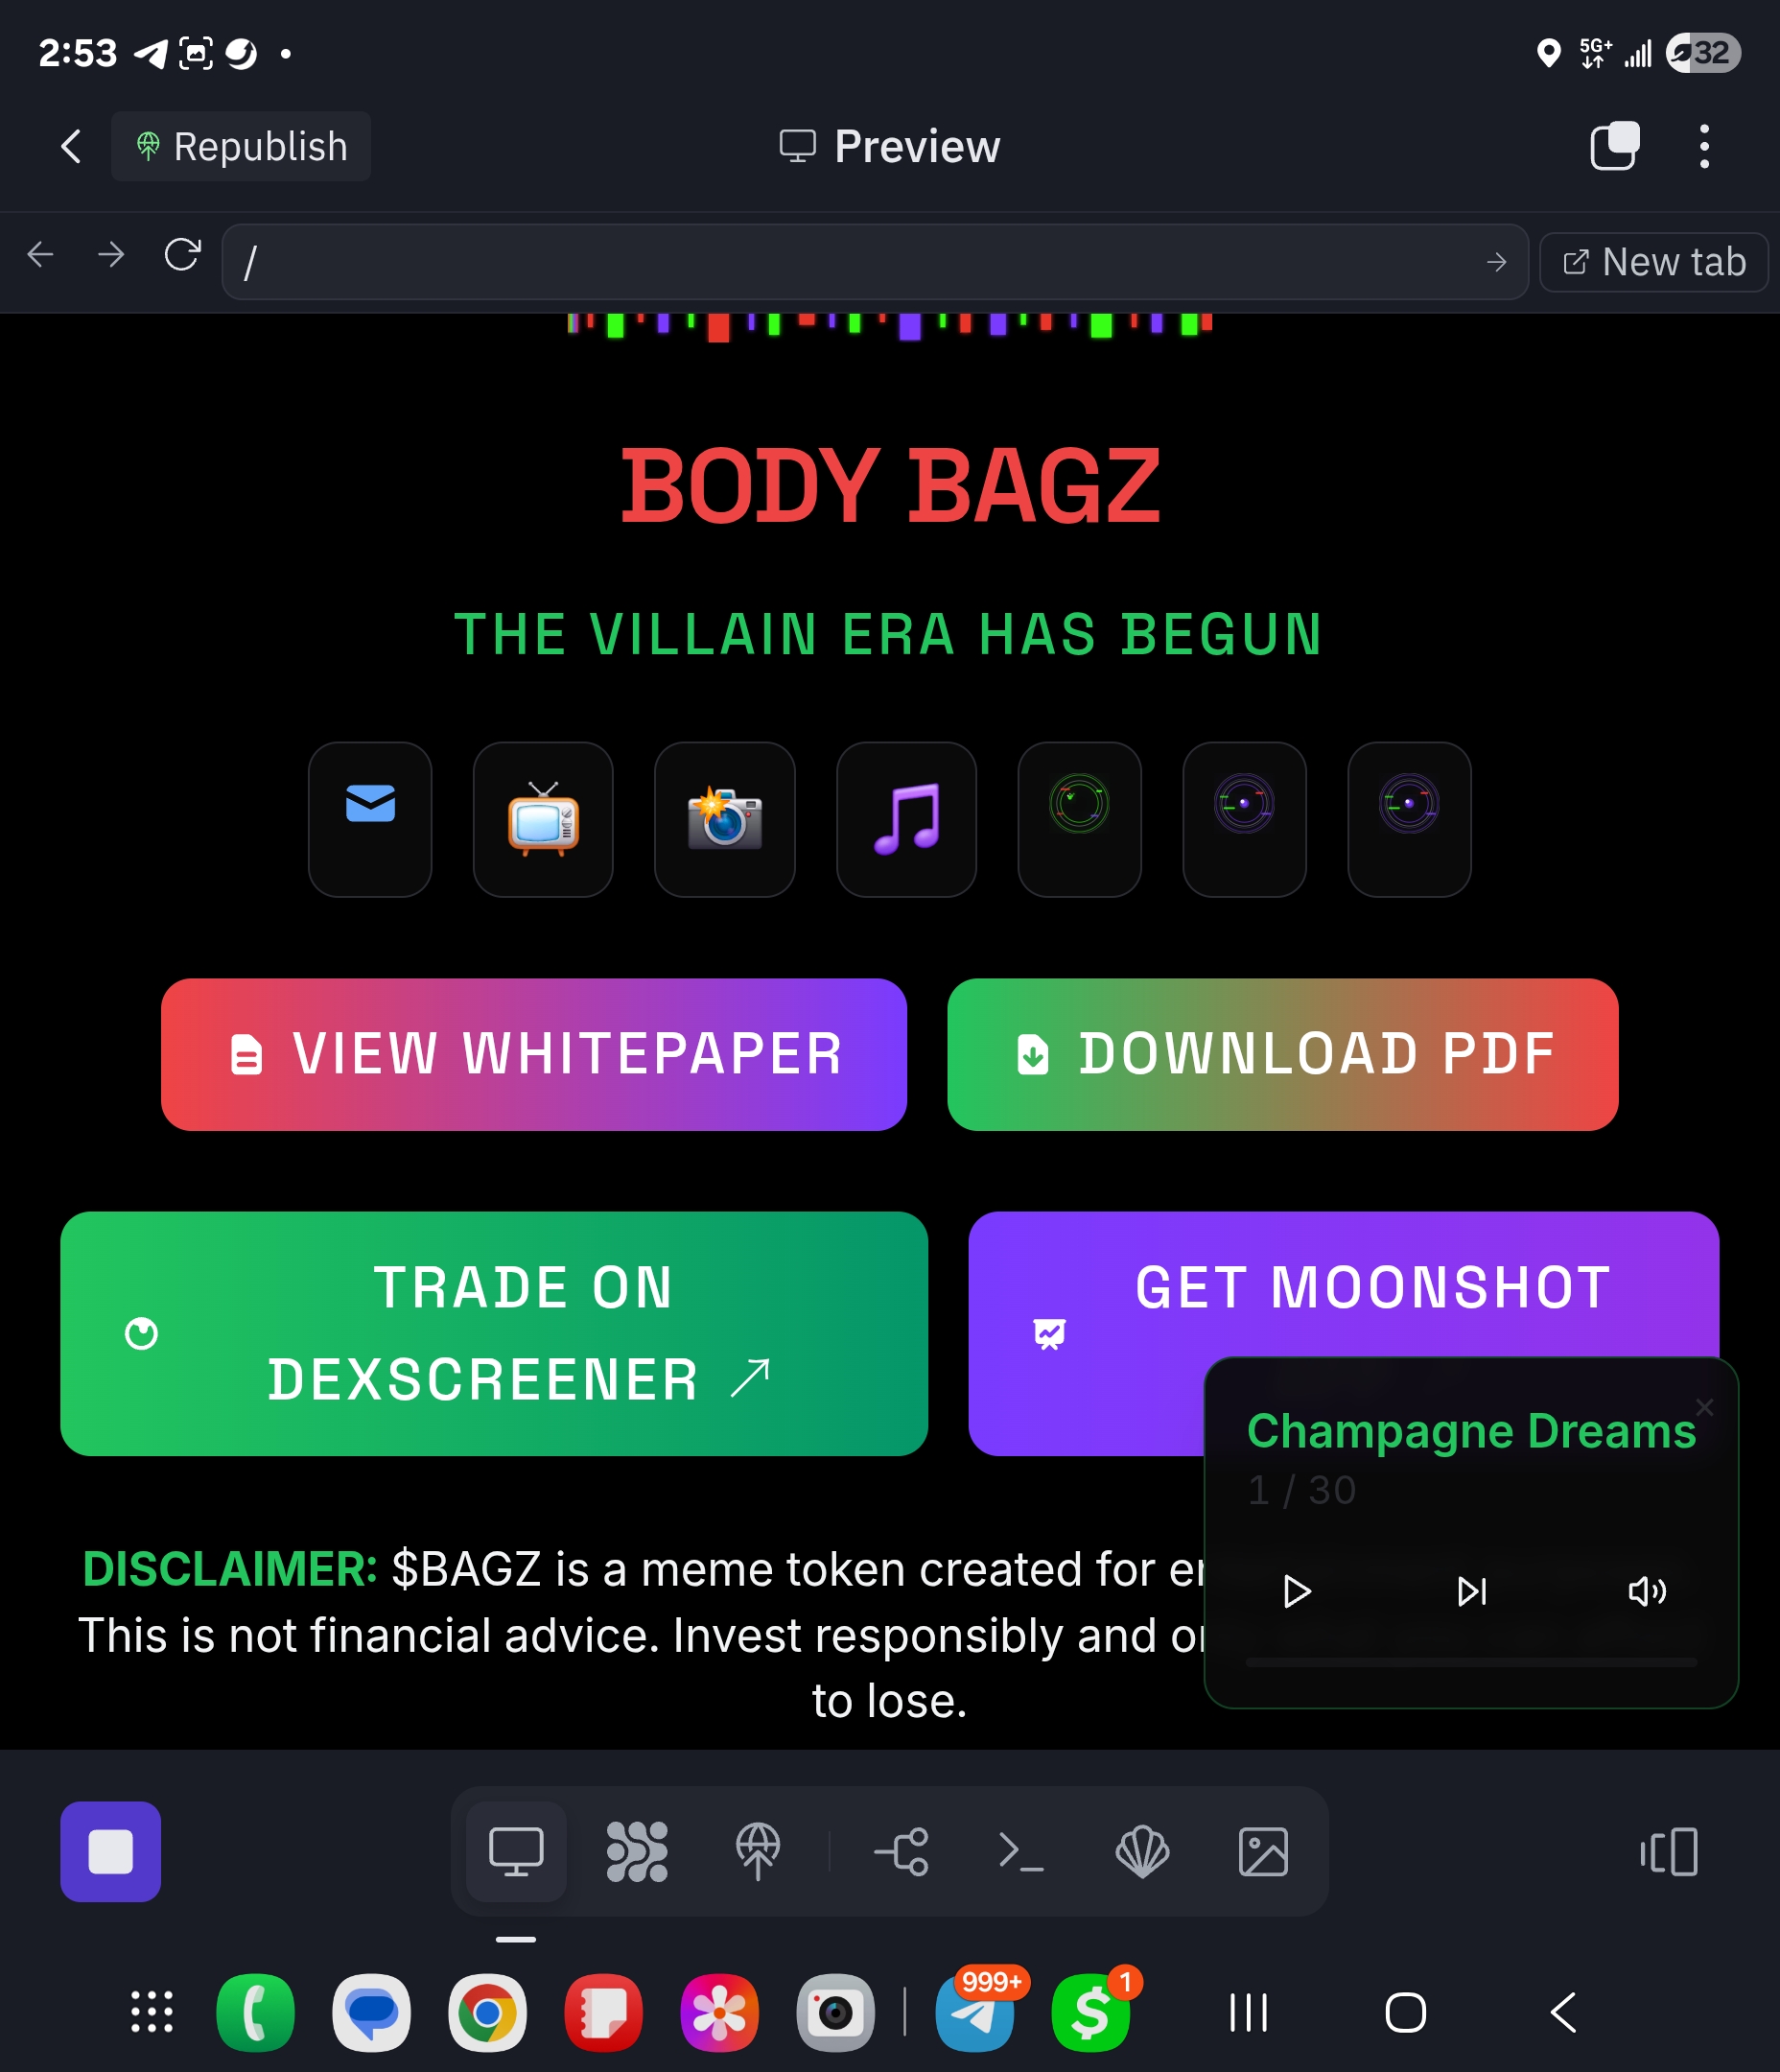 2:53
5G+
32
Republish
Preview
/
New tab
BODY BAGZ
THE VILLAIN ERA HAS BEGUN
VIEW WHITEPAPER
DOWNLOAD PDF
TRADE ON
DEXSCREENER ↗
GET MOONSHOT
Champagne Dreams
1 / 30
DISCLAIMER: $BAGZ is a meme token created for
This is not financial advice. Invest responsibly and
to lose.
999+
1